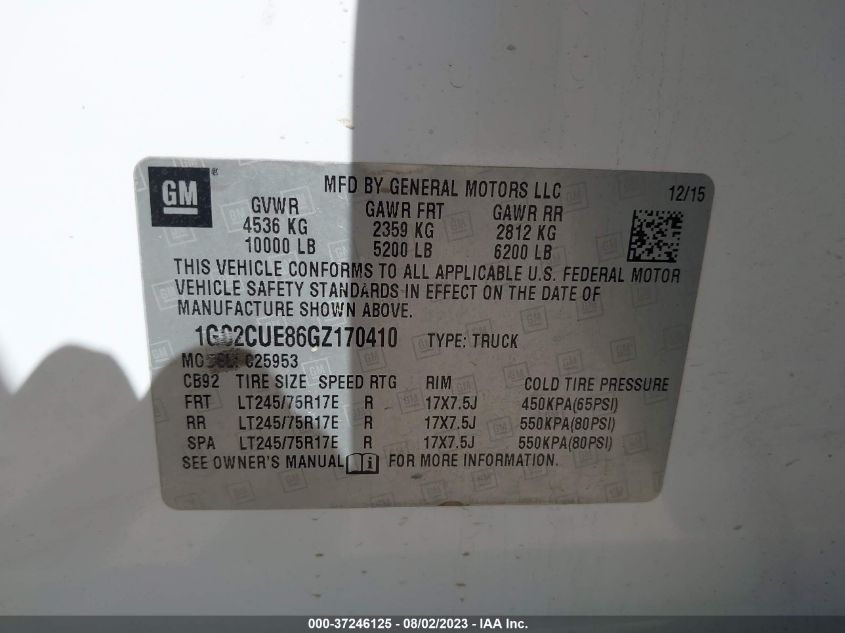 GM ®
MFD BY GENERAL MOTORS LLC 12/15
GVWR GAWR FRT GAWR RR
4536 KG 2359 KG 2812 KG
10000 LB 5200 LB 6200 LB
THIS VEHICLE CONFORMS TO ALL APPLICABLE U.S. FEDERAL MOTOR
VEHICLE SAFETY STANDARDS IN EFFECT ON THE DATE OF
MANUFACTURE SHOWN ABOVE.
TYPE: TRUCK
C25953
CB92 TIRE SIZE SPEED RTG RIM COLD TIRE PRESSURE
FRT LT245/75R17E R 17X7.5J 450KPA(65PSI)
RR LT245/75R17E R 17X7.5J 550KPA(80PSI)
SPA LT245/75R17E R 17X7.5J 550KPA(80PSI)
SEE OWNER'S MANUAL FOR MORE INFORMATION.
000-37246125 - 08/02/2023 - IAA Inc.